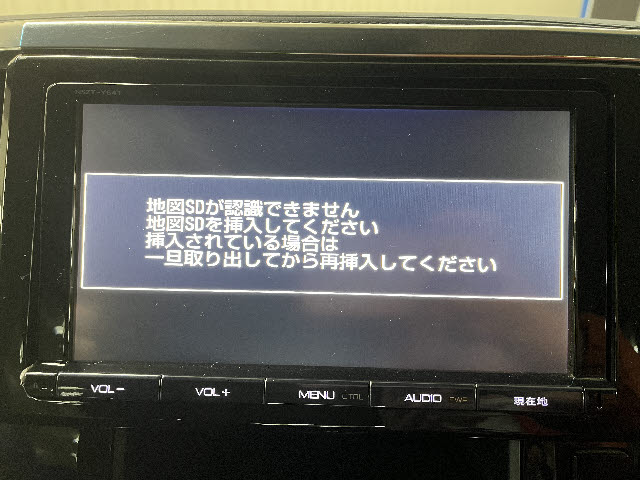 NSZT-Y64T
地図SDが認識できません
地図SDを挿入してください
挿入されている場合は
一旦取り出してから再挿入してください
VOL－
VOL＋
MENU
AUDIO
現在地